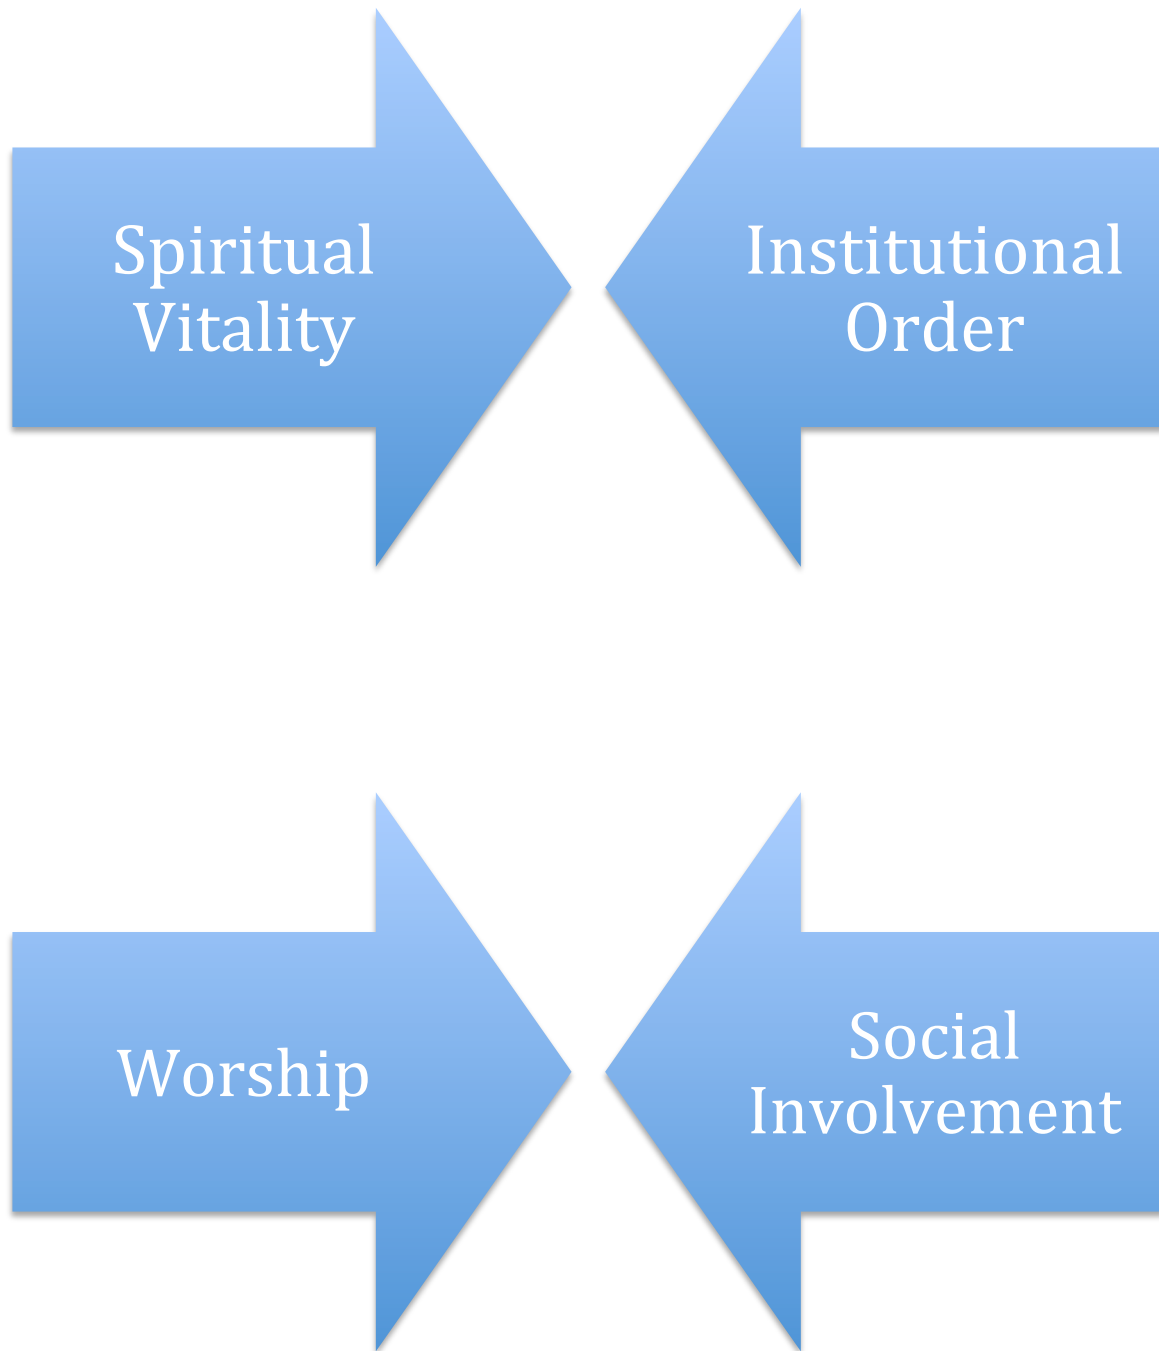 Spiritual
Vitality
Institutional
Order
Worship
Social
Involvement